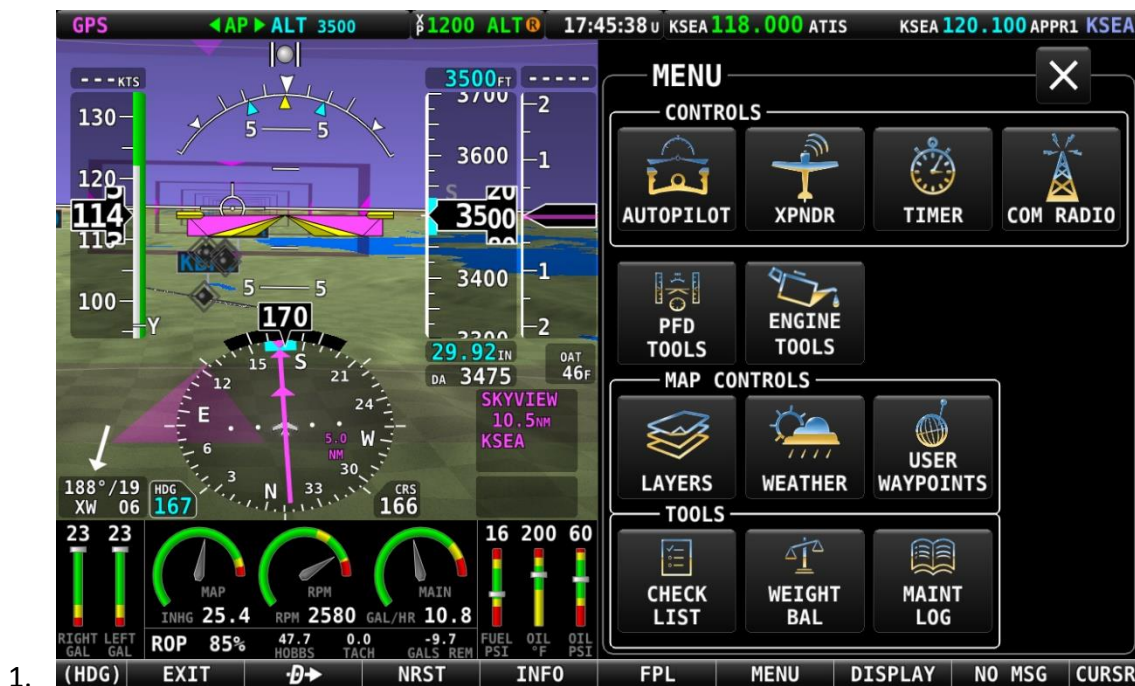 GPS ◄AP► ALT 3500 XP1200 ALT R 17:45:38 U KSEA 118.000 ATIS KSEA 120.100 APPR1 KSEA
---KTS
3500FT -----
130
120
114
100
Y
5 5
5 5
3700
3600
3500
20
3400
2
1
1
2
S
170
29.92IN
DA 3475
OAT
46F
SKYVIEW
10.5NM
KSEA
15 S 21 24 W 30 33 N 3 6 E 12
5.0
NM
188°/19
XW 06
HDG
167
CRS
166
MENU
X
CONTROLS
AUTOPILOT XPNDR TIMER COM RADIO
PFD
TOOLS
ENGINE
TOOLS
MAP CONTROLS
LAYERS WEATHER USER
WAYPOINTS
TOOLS
CHECK
LIST
WEIGHT
BAL
MAINT
LOG
23 23
RIGHT
GAL
LEFT
GAL
MAP
INHG 25.4
RPM
RPM 2580
MAIN
GAL/HR 10.8
ROP 85%
47.7
HOBBS
0.0
TACH
-9.7
GALS REM
16 200 60
FUEL
PSI
OIL
°F
OIL
PSI
1.
(HDG) EXIT -D→ NRST INFO FPL MENU DISPLAY NO MSG CURSR